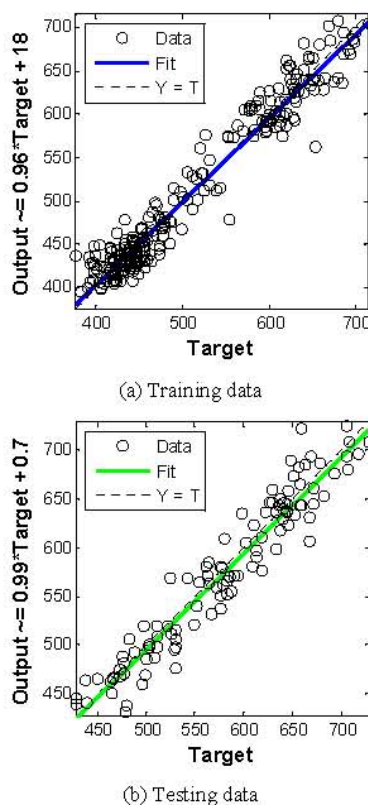 Output ~= 0.96*Target + 18
700
650
600
550
500
450
400
Data
Fit
Y = T
400 500 600 700
Target
(a) Training data
Output ~= 0.99*Target + 0.7
700
650
600
550
500
450
Data
Fit
Y = T
450 500 550 600 650 700
Target
(b) Testing data